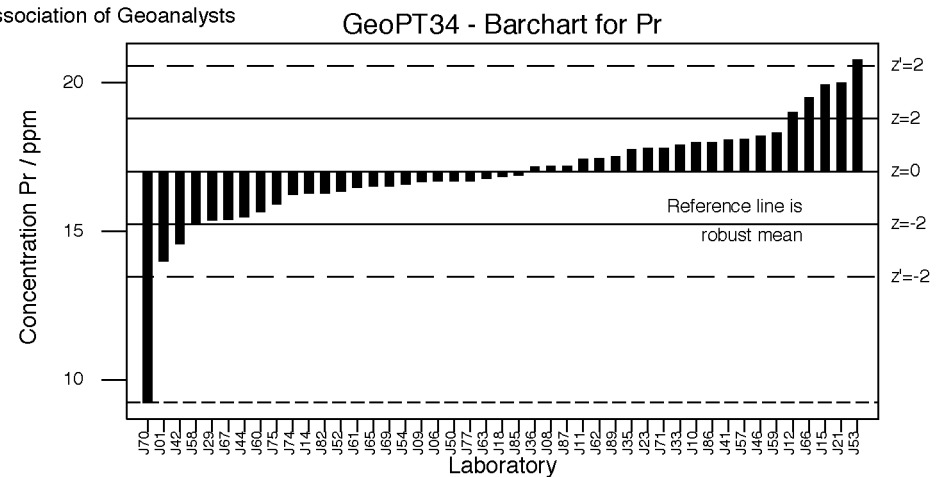 ssociation of Geoanalysts
GeoPT34 - Barchart for Pr
Concentration Pr / ppm
20
15
10
z'=2
z=2
z=0
z=-2
z'=-2
Reference line is
robust mean
J70
J01
J42
J58
J29
J67
J44
J60
J75
J74
J14
J82
J52
J61
J65
J69
J54
J09
J06
J50
J77
J63
J18
J85
J36
J08
J87
J11
J62
J89
J35
J23
J71
J33
J10
J86
J41
J57
J46
J59
J12
J66
J15
J21
J53
Laboratory